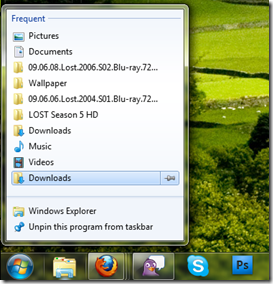 Frequent
Pictures
Documents
09.06.08.Lost.2006.S02.Blu-ray.72...
Wallpaper
09.06.06.Lost.2004.S01.Blu-ray.72...
LOST Season 5 HD
Downloads
Music
Videos
Downloads
Windows Explorer
Unpin this program from taskbar
S
Ps